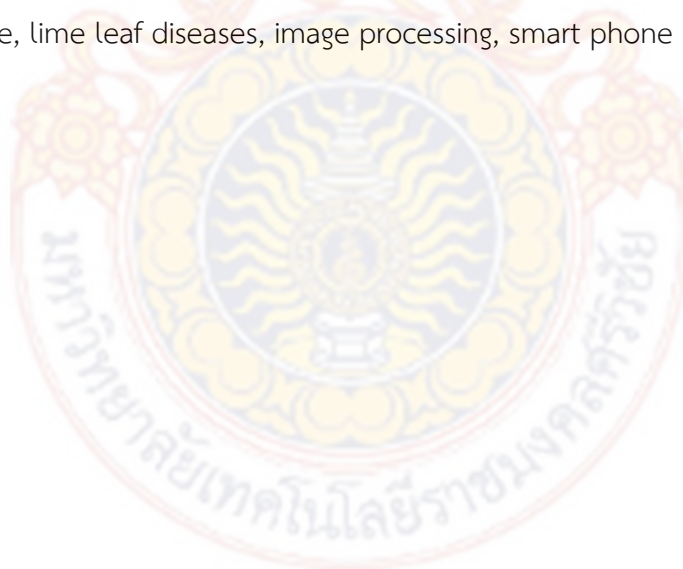 e, lime leaf diseases, image processing, smart phone
มหาวิทยาลัยเทคโนโลยีราชมงคลศรีวิชัย